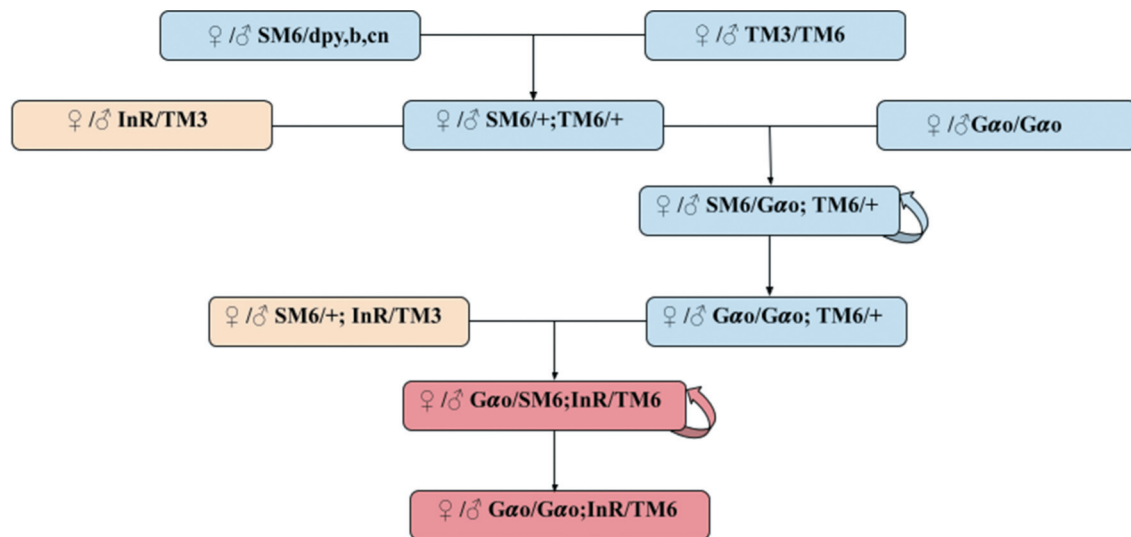 ♀/♂ SM6/dpy,b,cn
♀/♂ TM3/TM6
♀/♂ InR/TM3
♀/♂ SM6/+;TM6/+
♀/♂Gαo/Gαo
♀/♂ SM6/Gαo; TM6/+
♀/♂ SM6/+; InR/TM3
♀/♂ Gαo/Gαo; TM6/+
♀/♂ Gαo/SM6;InR/TM6
♀/♂ Gαo/Gαo;InR/TM6